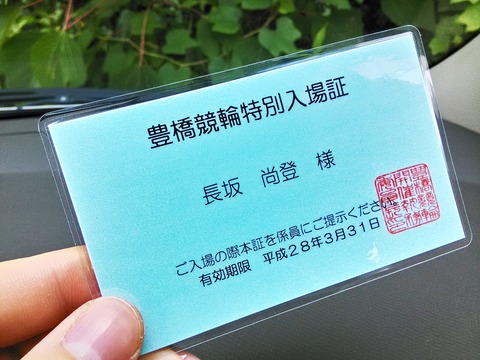 豊橋競輪特別入場証
長坂 尚登 様
ご入場の際本証を係員にご提示ください。
有効期限 平成28年3月31日